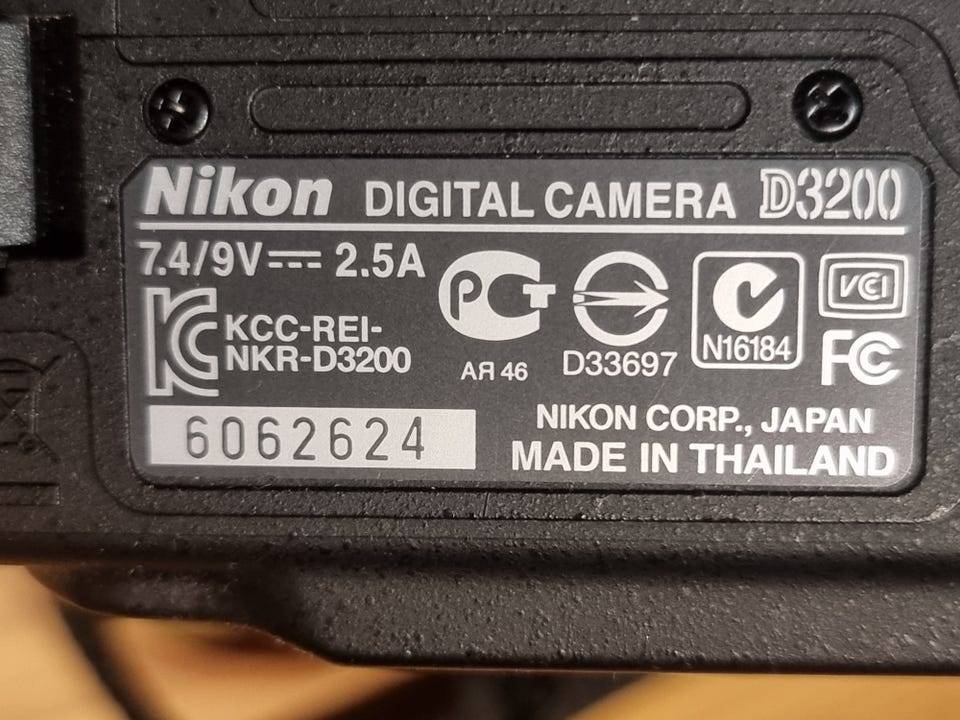 Nikon DIGITAL CAMERA D3200
7.4/9V⎓ 2.5A
KCC-REI-
NKR-D3200
РСТ
АЯ 46
D33697
N16184
VCI
FC
6062624
NIKON CORP., JAPAN
MADE IN THAILAND